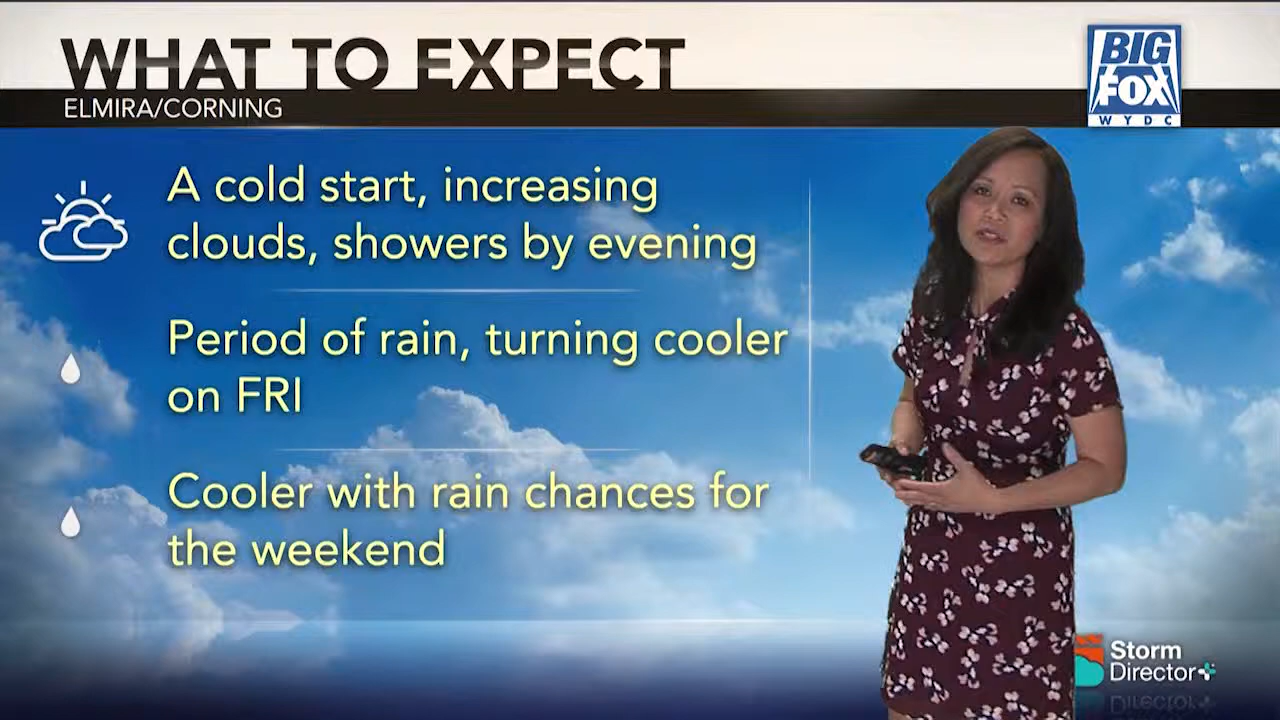 WHAT TO EXPECT
ELMIRA/CORNING
BIG
FOX
WYDC
A cold start, increasing
clouds, showers by evening
Period of rain, turning cooler
on FRI
Cooler with rain chances for
the weekend
Storm
Director+